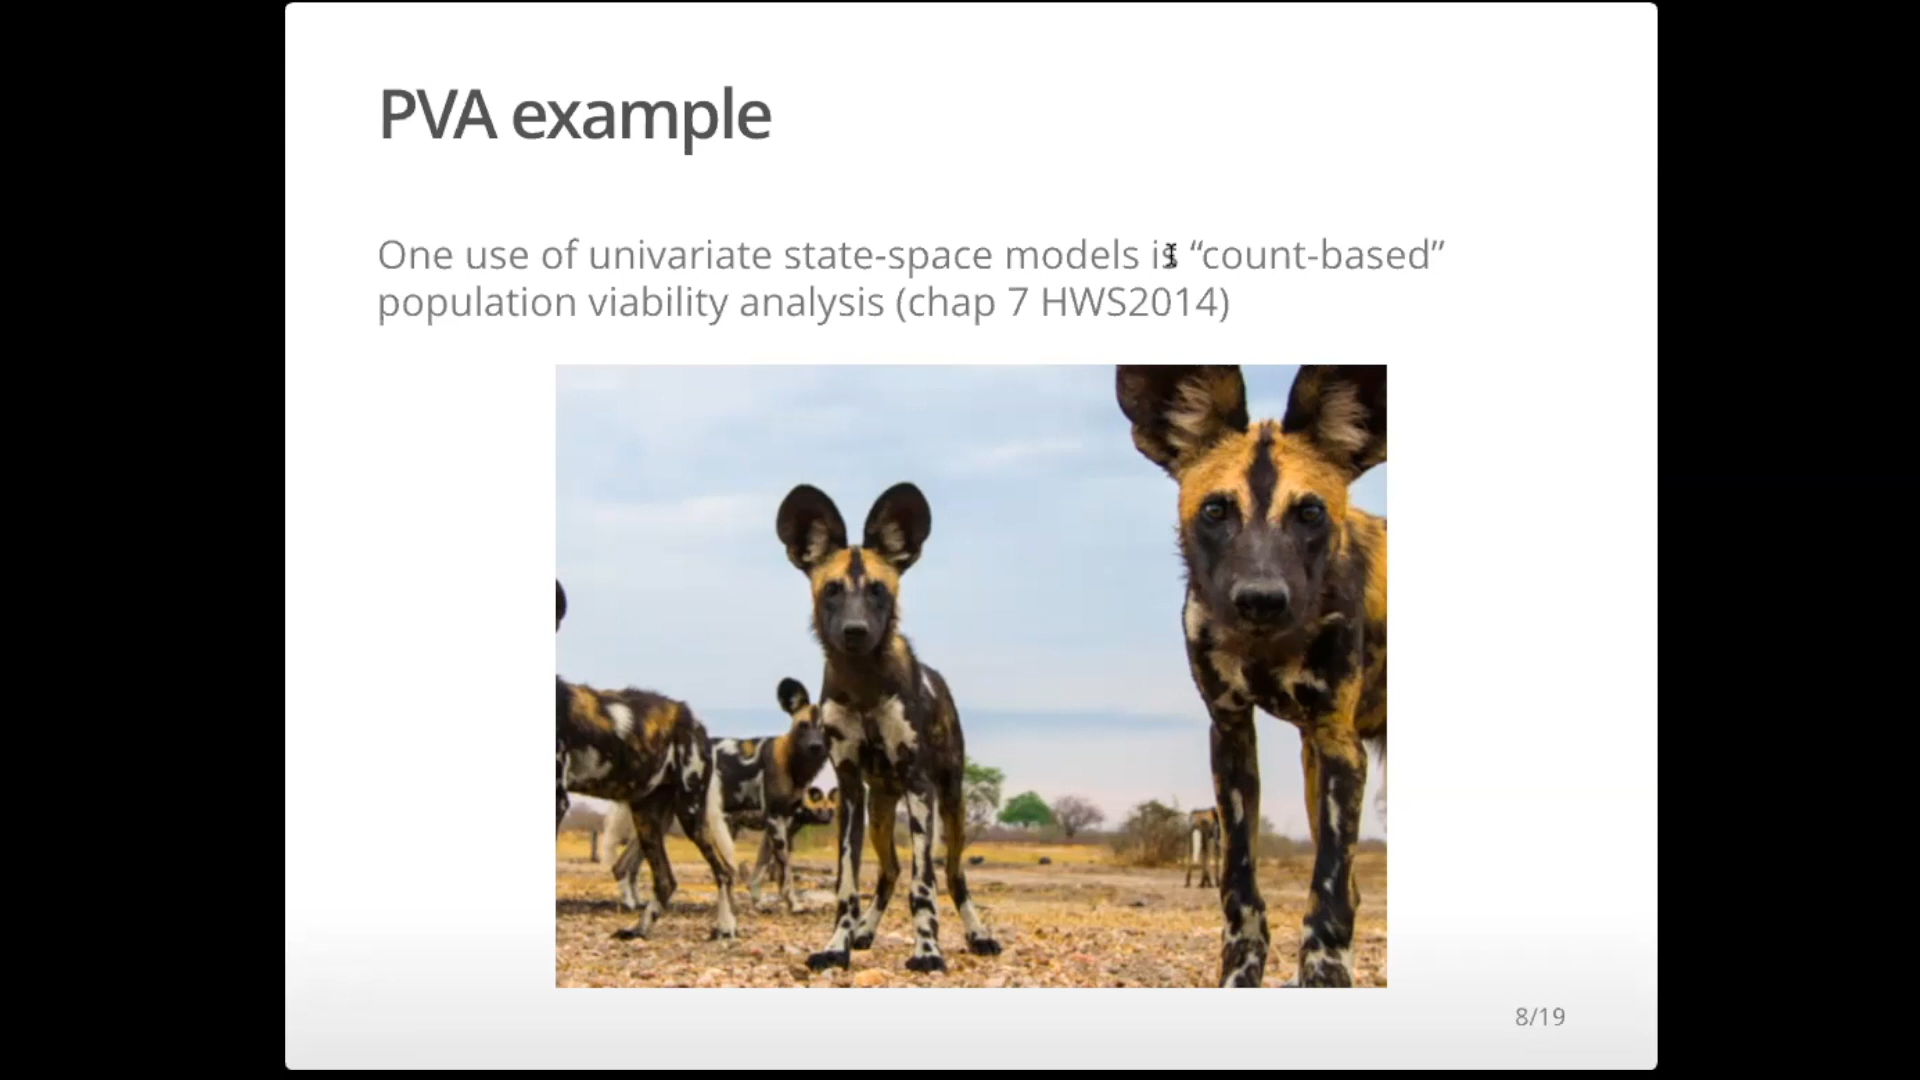 PVA example
One use of univariate state-space models is “count-based”
population viability analysis (chap 7 HWS2014)
8/19